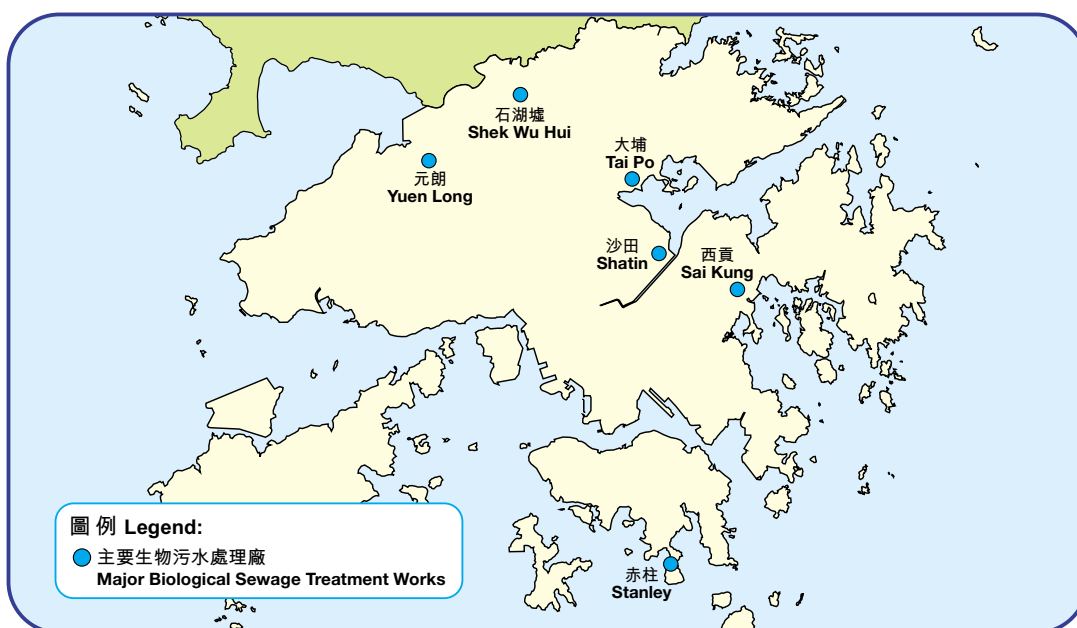 石湖墟
Shek Wu Hui
大埔
Tai Po
元朗
Yuen Long
沙田
Shatin
西貢
Sai Kung
圖例 Legend:
主要生物污水處理廠
Major Biological Sewage Treatment Works
赤柱
Stanley